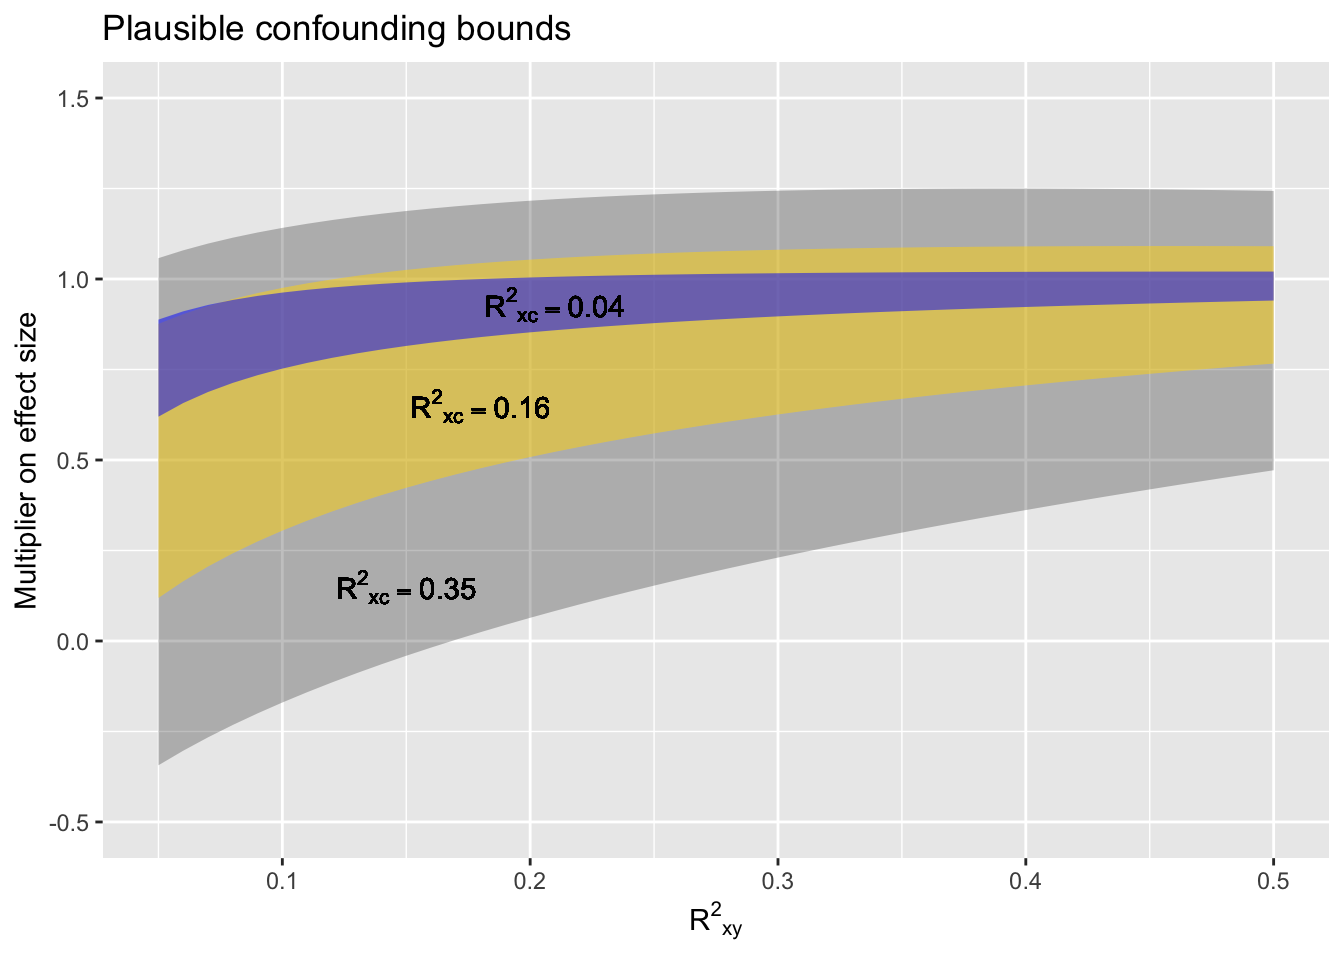 Plausible confounding bounds
Multiplier on effect size
1.5
1.0
0.5
0.0
-0.5
R²xc = 0.04
R²xc = 0.16
R²xc = 0.35
0.1 0.2 0.3 0.4 0.5
R²xy